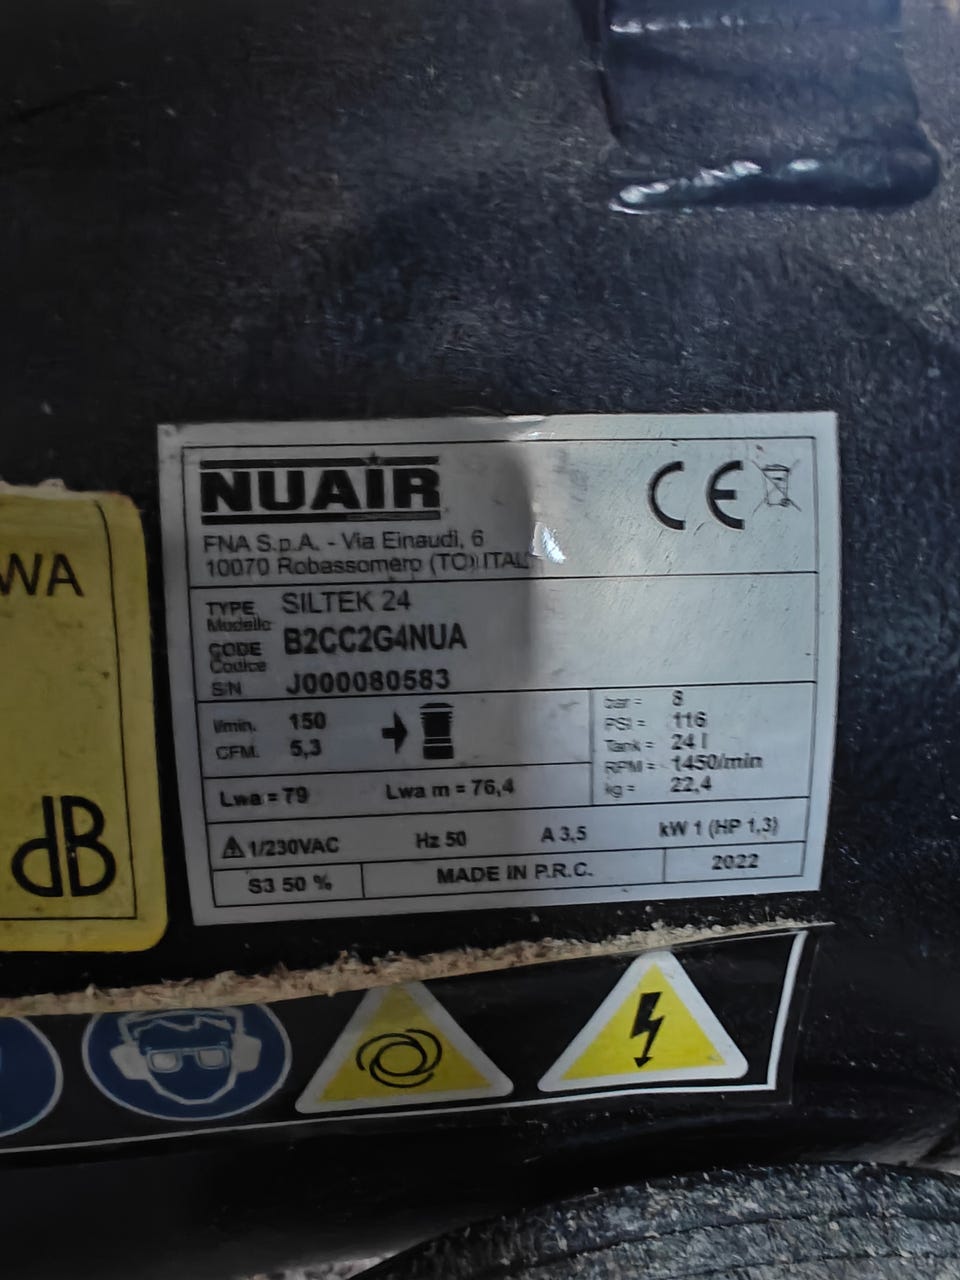 NUAIR
CE
FNA S.p.A. - Via Einaudi, 6
10070 Robassomero (TO) ITAL
TYPE SILTEK 24
Modello
CODE B2CC2G4NUA
Codice
S/N J000080583
l/min. 150
CFM. 5,3
bar = 8
PSI = 116
Tank = 24 l
RPM = 1450/min
kg = 22,4
Lwa = 79 Lwa m = 76,4
1/230VAC Hz 50 A 3,5 kW 1 (HP 1,3)
S3 50 % MADE IN P.R.C. 2022
WA
dB